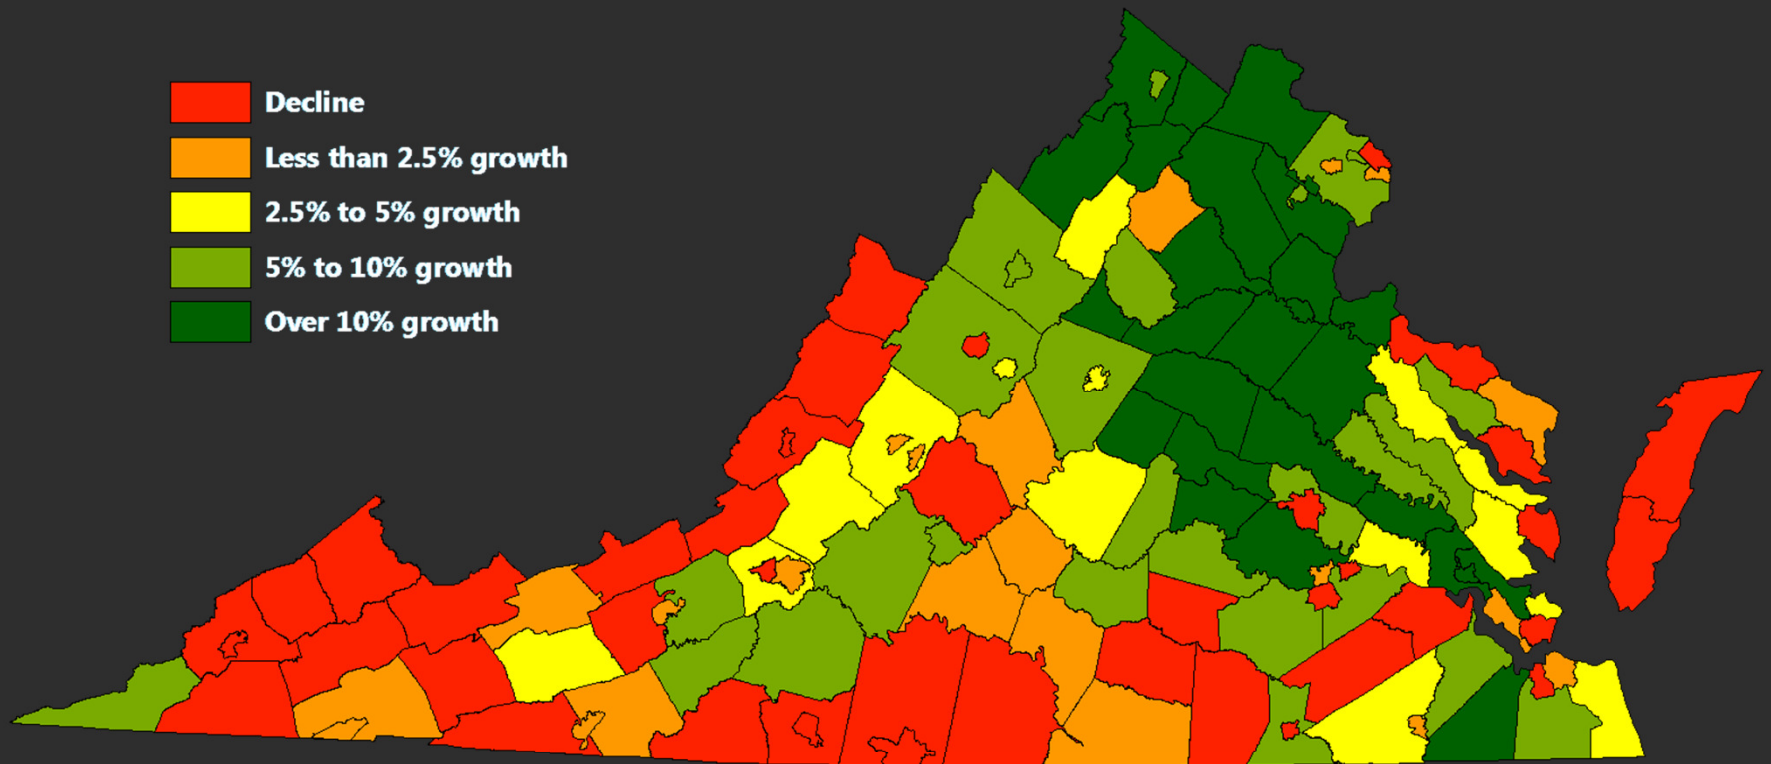 Decline
Less than 2.5% growth
2.5% to 5% growth
5% to 10% growth
Over 10% growth